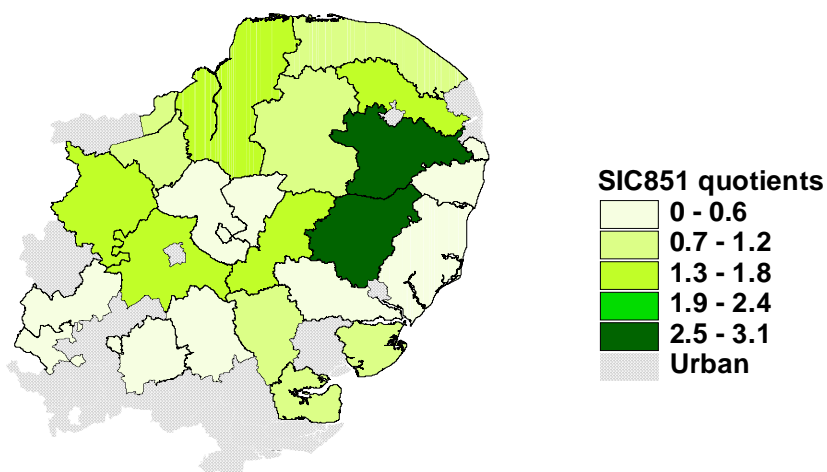 SIC851 quotients
0 - 0.6
0.7 - 1.2
1.3 - 1.8
1.9 - 2.4
2.5 - 3.1
Urban